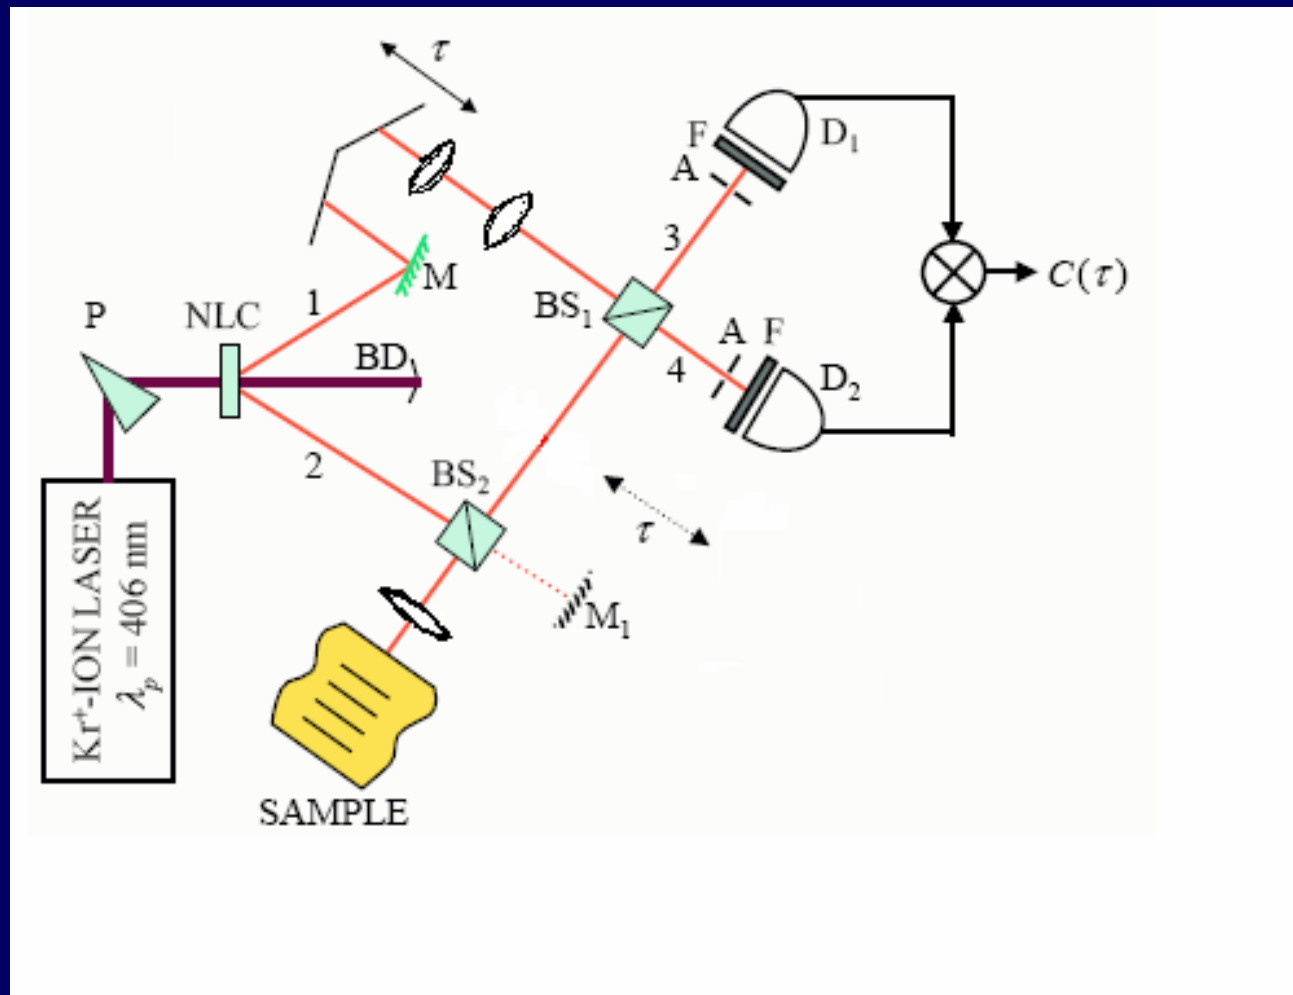 τ
F
D₁
A
3
M
C(τ)
BS₁
1
P
NLC
BD
A F
4
D₂
2
BS₂
τ
Kr⁺-ION LASER
λₚ = 406 nm
M₁
SAMPLE